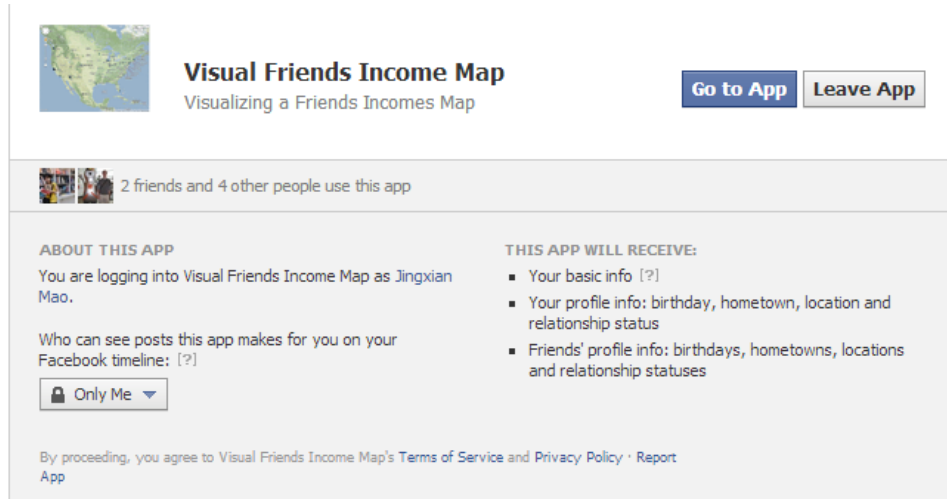 Visual Friends Income Map
Visualizing a Friends Incomes Map
Go to App
Leave App
2 friends and 4 other people use this app
ABOUT THIS APP
You are logging into Visual Friends Income Map as Jingxian
Mao.
Who can see posts this app makes for you on your
Facebook timeline: [?]
Only Me
THIS APP WILL RECEIVE:
Your basic info [?]
Your profile info: birthday, hometown, location and
relationship status
Friends' profile info: birthdays, hometowns, locations
and relationship statuses
By proceeding, you agree to Visual Friends Income Map's Terms of Service and Privacy Policy · Report
App